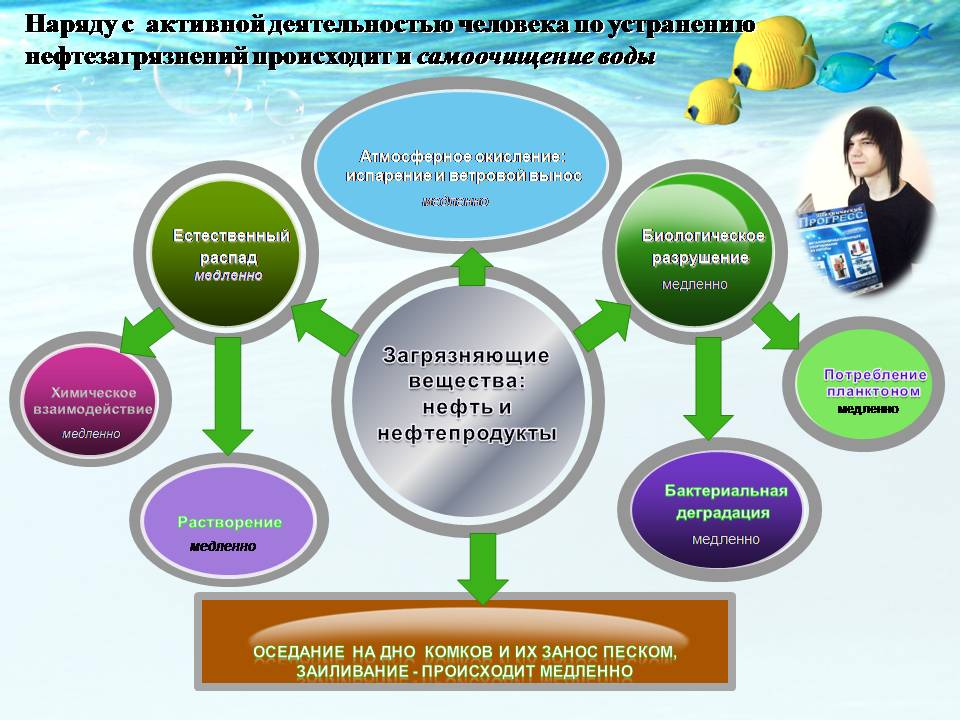 Наряду с активной деятельностью человека по устранению
нефтезагрязнений происходит и самоочищение воды
Атмосферное окисление:
испарение и ветровой вынос
медленно
Естественный
распад
медленно
Биологическое
разрушение
медленно
ПРОГРЕСС
Загрязняющие
вещества:
нефть и
нефтепродукты
Химическое
взаимодействие
медленно
Потребление
планктоном
медленно
Растворение
медленно
Бактериальная
деградация
медленно
ОСЕДАНИЕ НА ДНО КОМКОВ И ИХ ЗАНОС ПЕСКОМ,
ЗАИЛИВАНИЕ - ПРОИСХОДИТ МЕДЛЕННО